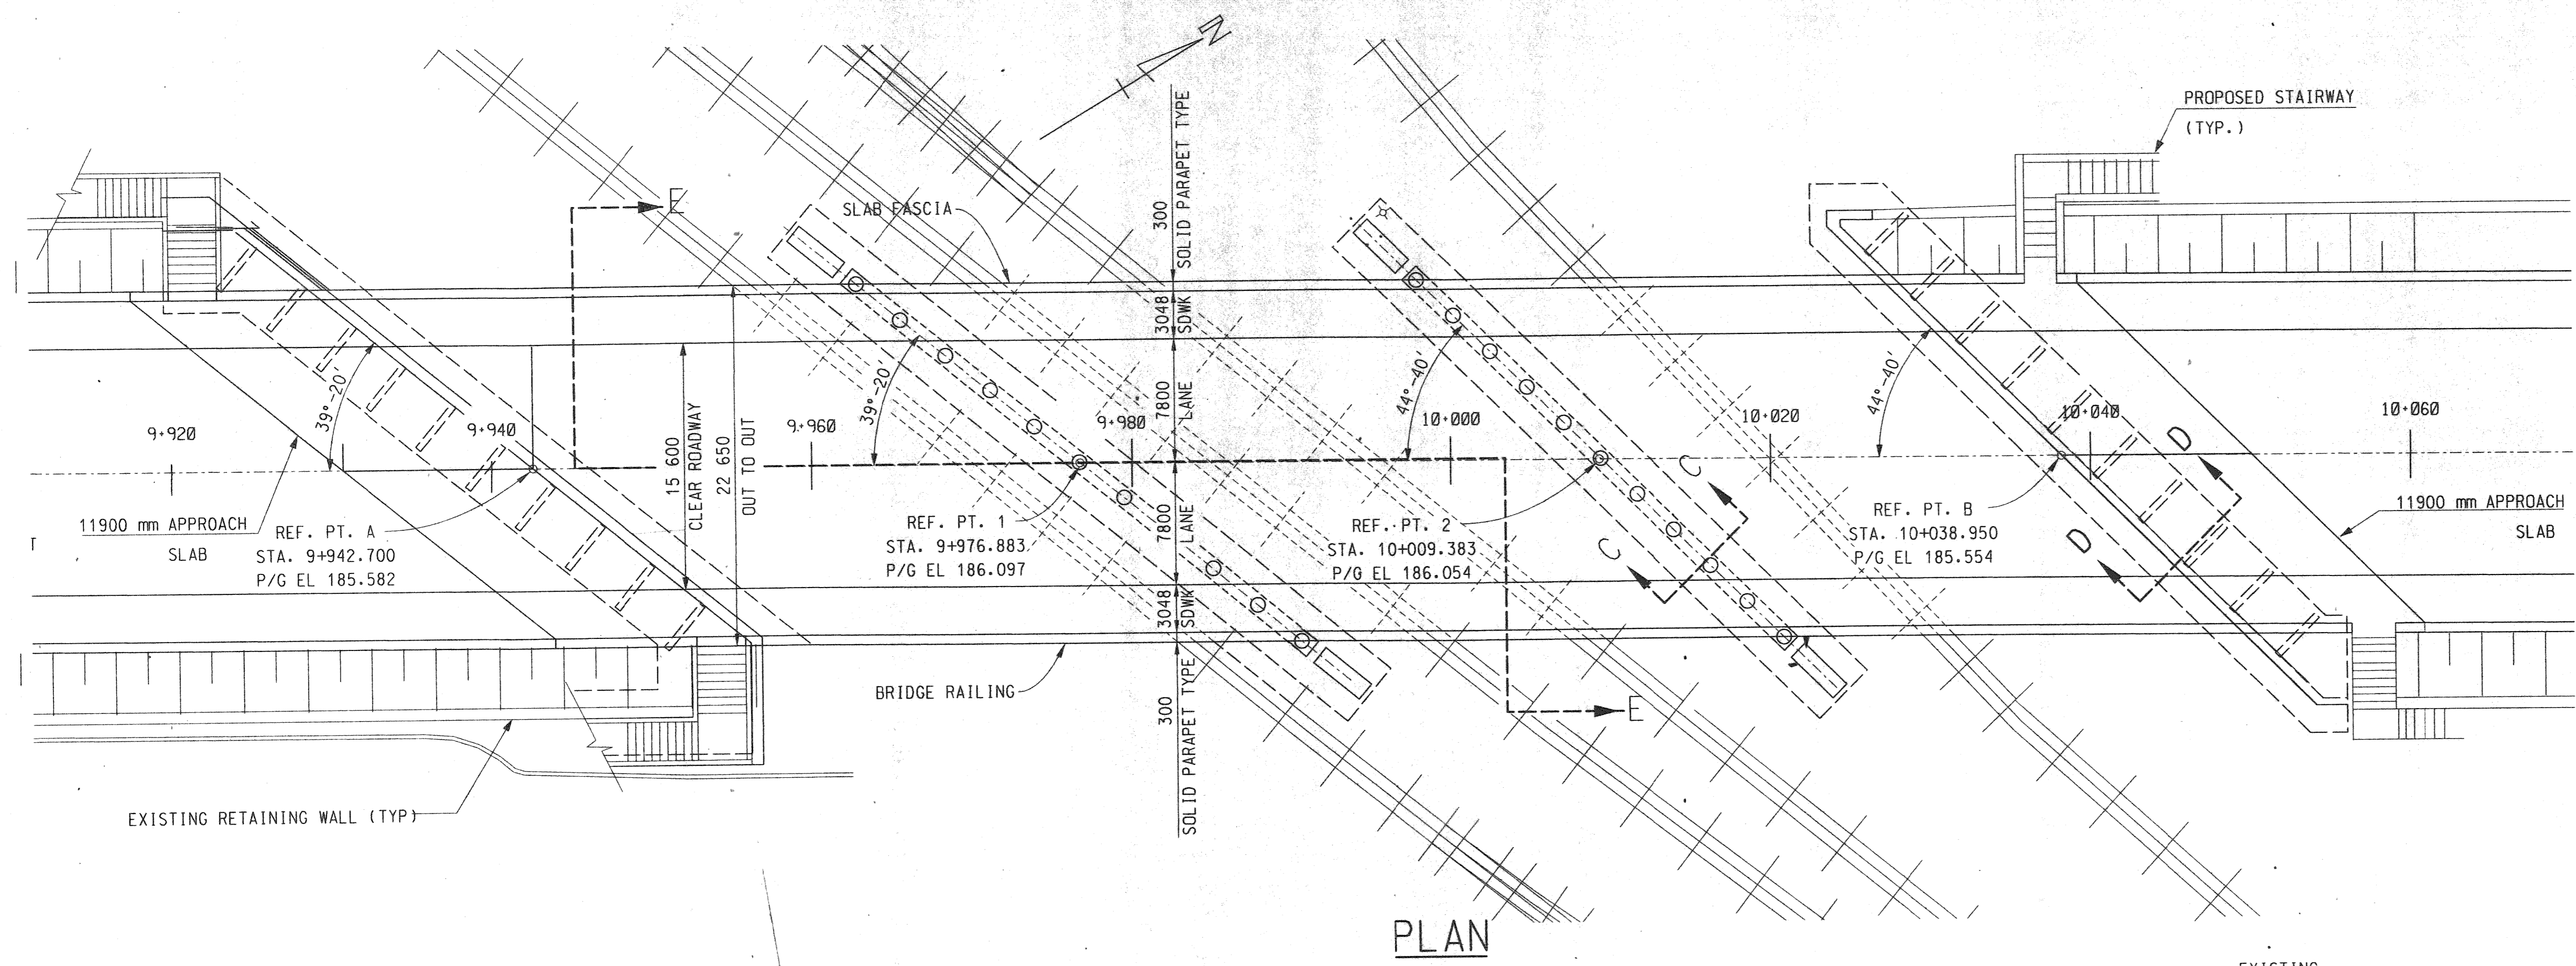 N
PROPOSED STAIRWAY
(TYP.)
300
SOLID PARAPET TYPE
E
SLAB FASCIA
3048
SDWK
39°-20'
39°-20'
44°-40'
44°-40'
7800
LANE
9+920
9+940
9+960
9+980
10+000
10+020
10+040
10+060
15 600
CLEAR ROADWAY
22 650
OUT TO OUT
7800
LANE
C
C
D
D
11900 mm APPROACH
SLAB
REF. PT. A
STA. 9+942.700
P/G EL 185.582
REF. PT. 1
STA. 9+976.883
P/G EL 186.097
REF. PT. 2
STA. 10+009.383
P/G EL 186.054
REF. PT. B
STA. 10+038.950
P/G EL 185.554
11900 mm APPROACH
SLAB
3048
SDWK
BRIDGE RAILING
300
SOLID PARAPET TYPE
E
EXISTING RETAINING WALL (TYP)
PLAN